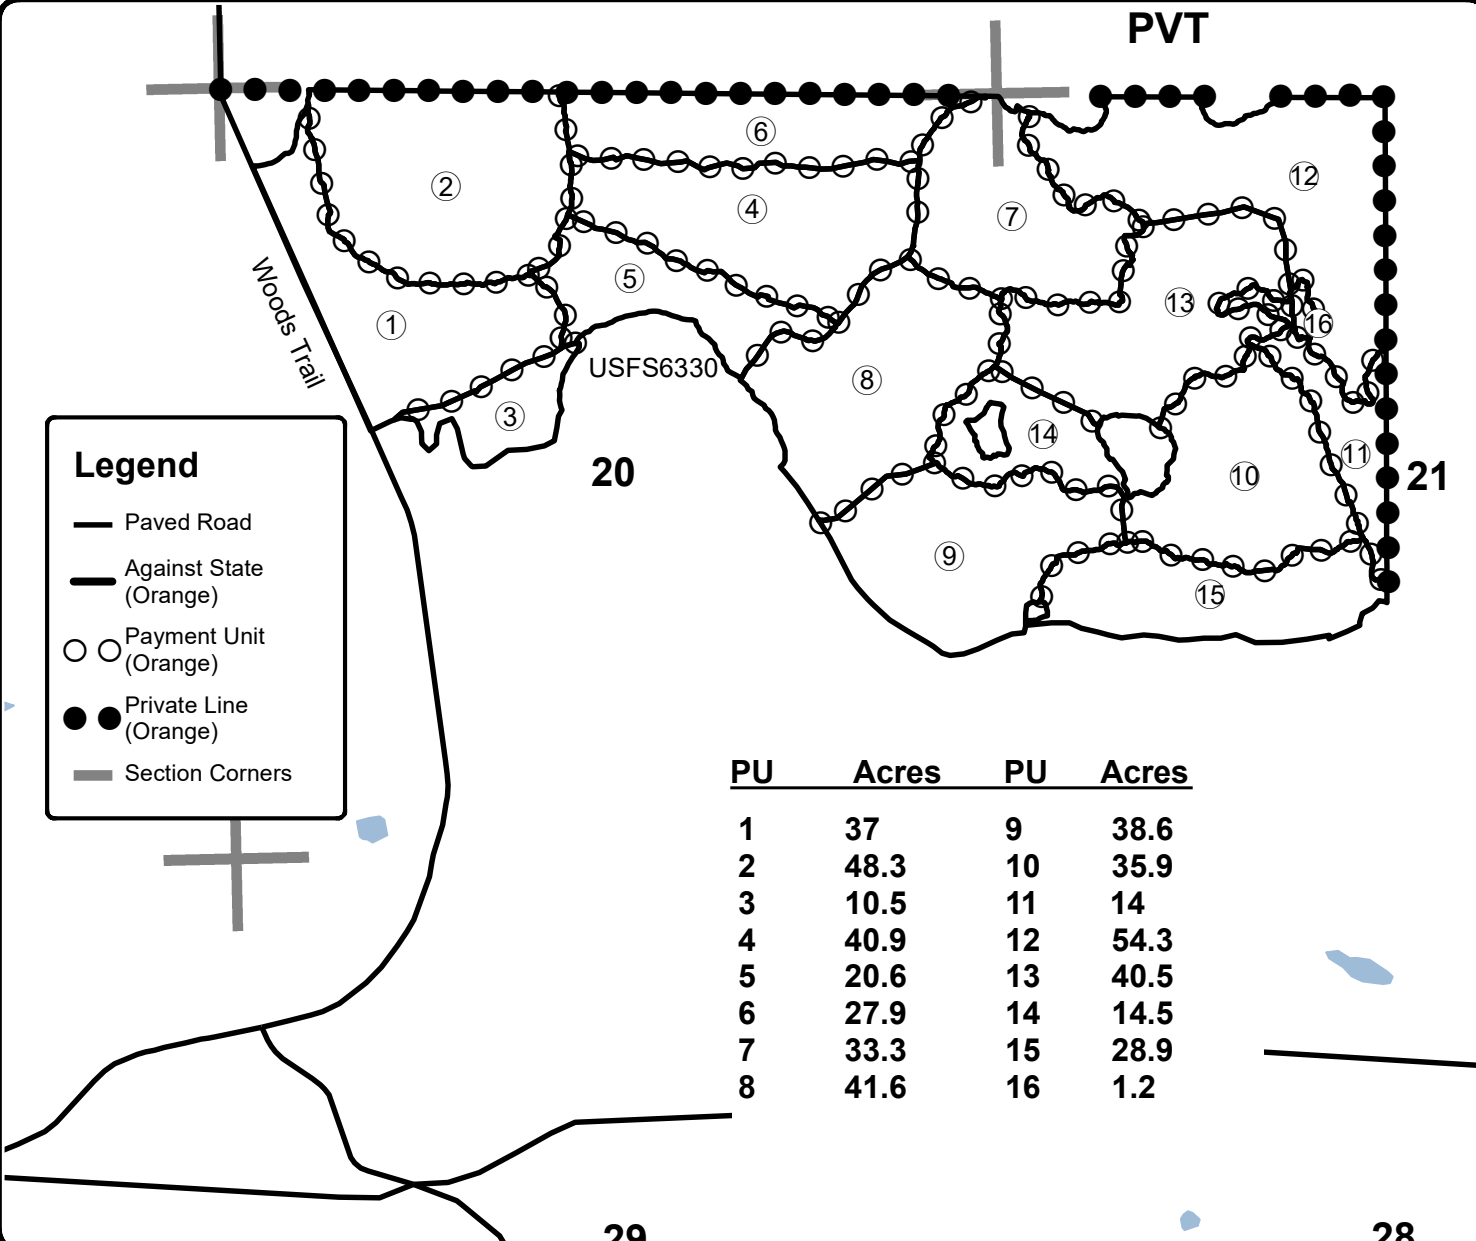 PVT
6
2
12
4
7
5
13
1
16
Woods Trail
USFS6330
8
3
14
11
10
20
21
9
15
Legend
Paved Road
Against State
(Orange)
Payment Unit
(Orange)
Private Line
(Orange)
Section Corners
PU Acres PU Acres
1 37 9 38.6
2 48.3 10 35.9
3 10.5 11 14
4 40.9 12 54.3
5 20.6 13 40.5
6 27.9 14 14.5
7 33.3 15 28.9
8 41.6 16 1.2
29
28